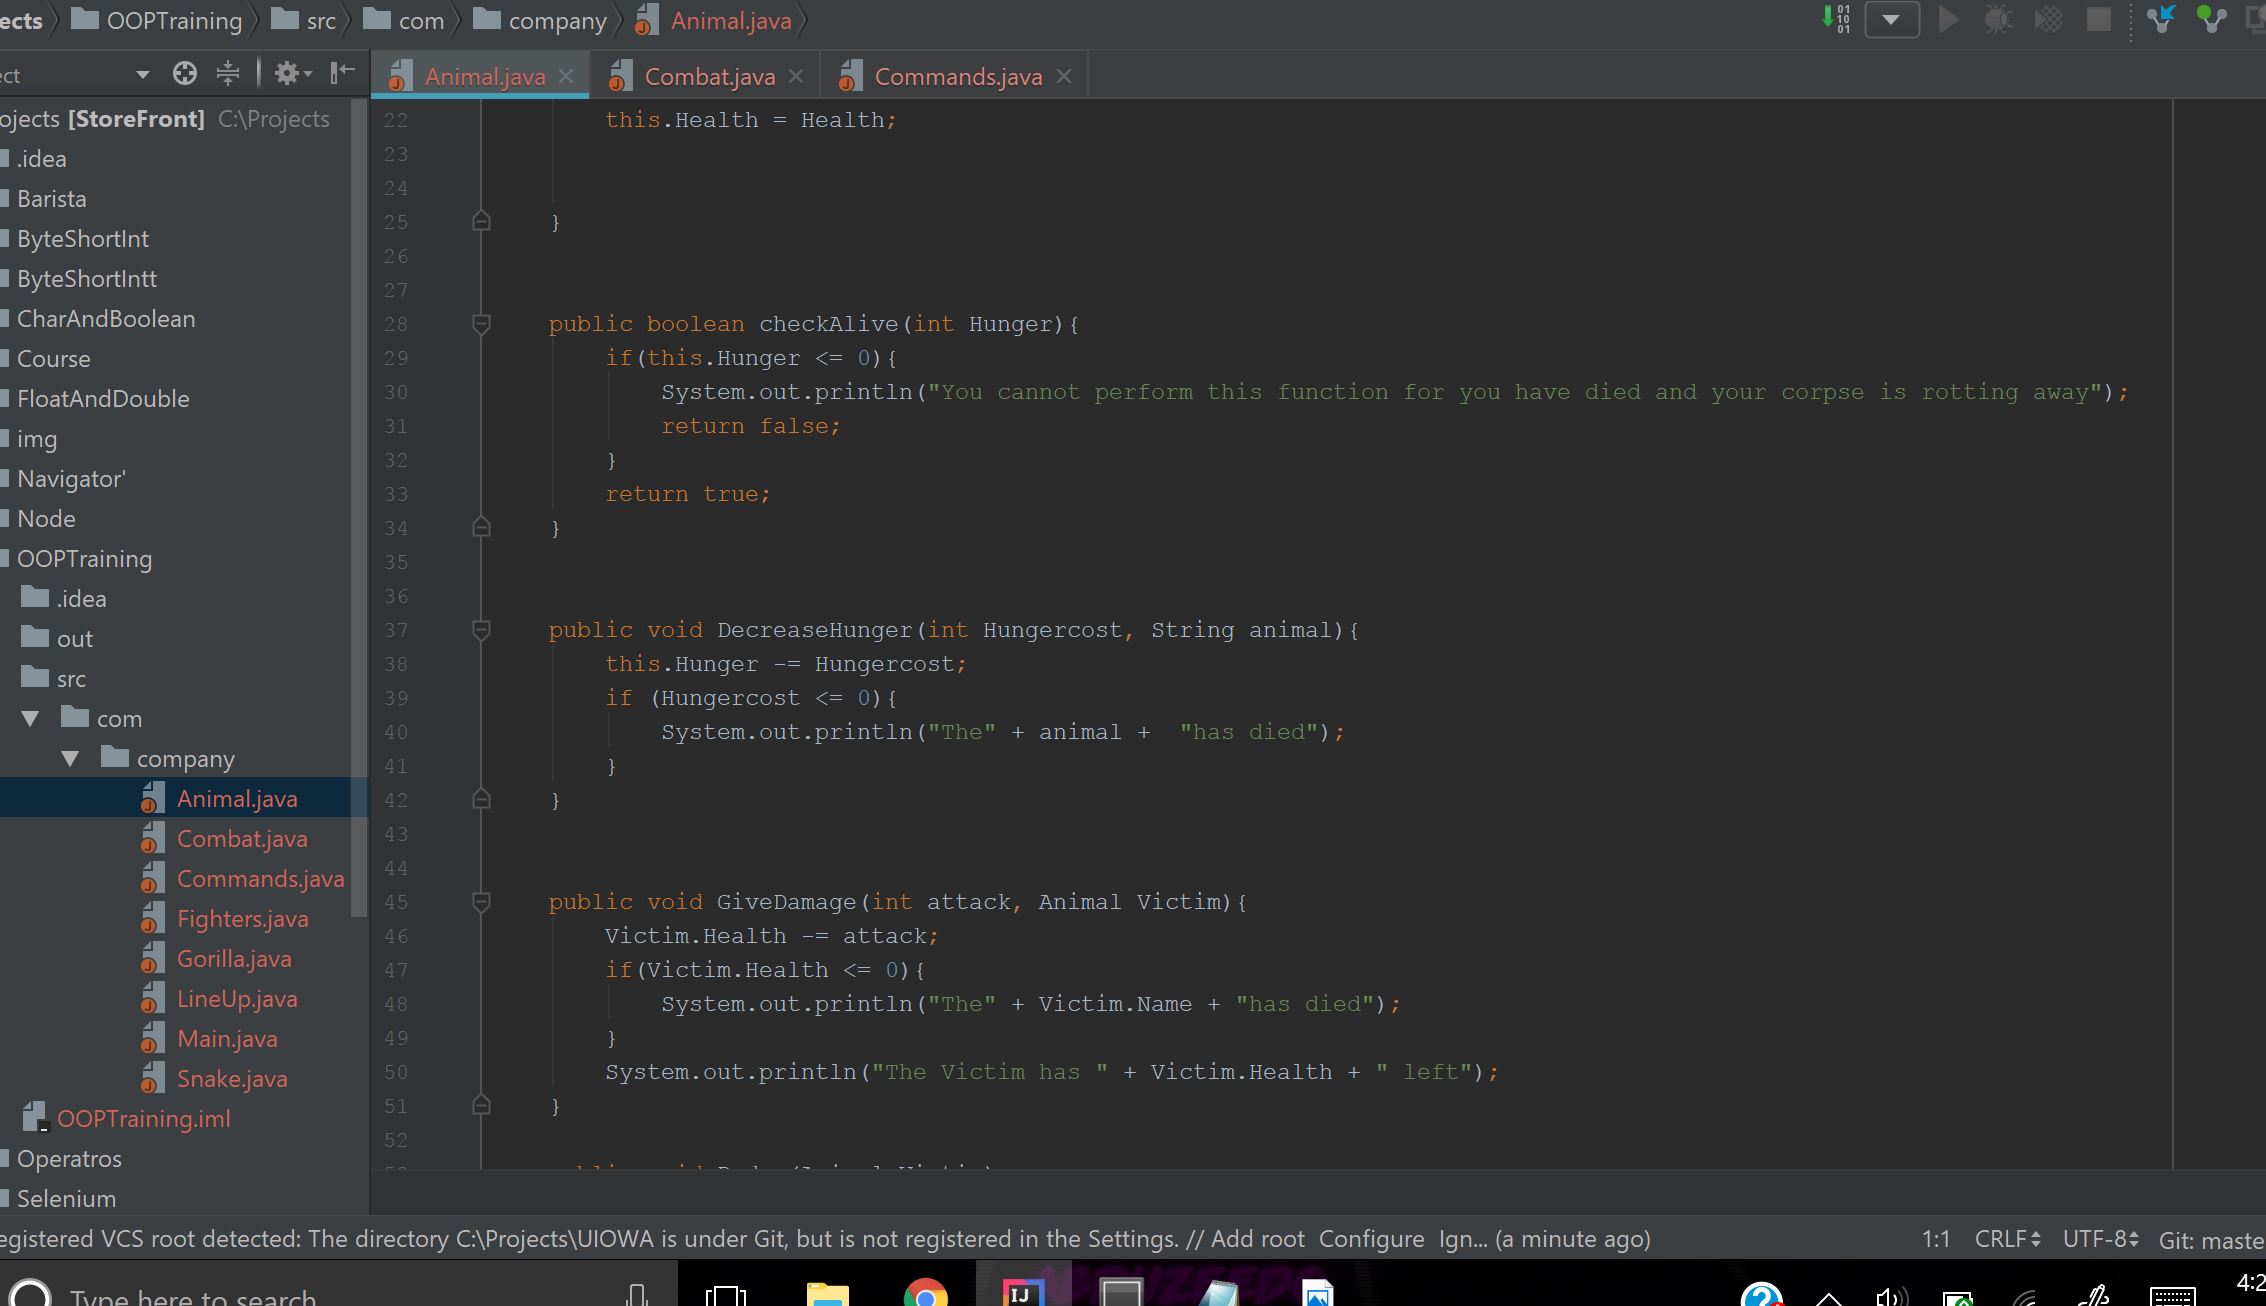 ects OOPTraining src com company Animal.java
ect
Animal.java Combat.java Commands.java
ojects [StoreFront] C:\Projects
.idea
Barista
ByteShortInt
ByteShortIntt
CharAndBoolean
Course
FloatAndDouble
img
Navigator'
Node
OOPTraining
.idea
out
src
com
company
Animal.java
Combat.java
Commands.java
Fighters.java
Gorilla.java
LineUp.java
Main.java
Snake.java
OOPTraining.iml
Operatros
Selenium
22 this.Health = Health;
23
24
25 }
26
27
28 public boolean checkAlive(int Hunger){
29 if(this.Hunger <= 0){
30 System.out.println("You cannot perform this function for you have died and your corpse is rotting away");
31 return false;
32 }
33 return true;
34 }
35
36
37 public void DecreaseHunger(int Hungercost, String animal){
38 this.Hunger -= Hungercost;
39 if (Hungercost <= 0){
40 System.out.println("The" + animal +  "has died");
41 }
42 }
43
44
45 public void GiveDamage(int attack, Animal Victim){
46 Victim.Health -= attack;
47 if(Victim.Health <= 0){
48 System.out.println("The" + Victim.Name + "has died");
49 }
50 System.out.println("The Victim has " + Victim.Health + " left");
51 }
52
egistered VCS root detected: The directory C:\Projects\UIOWA is under Git, but is not registered in the Settings. // Add root Configure Ign... (a minute ago) 1:1 CRLF UTF-8 Git: maste
Type here to search IJ 4:2